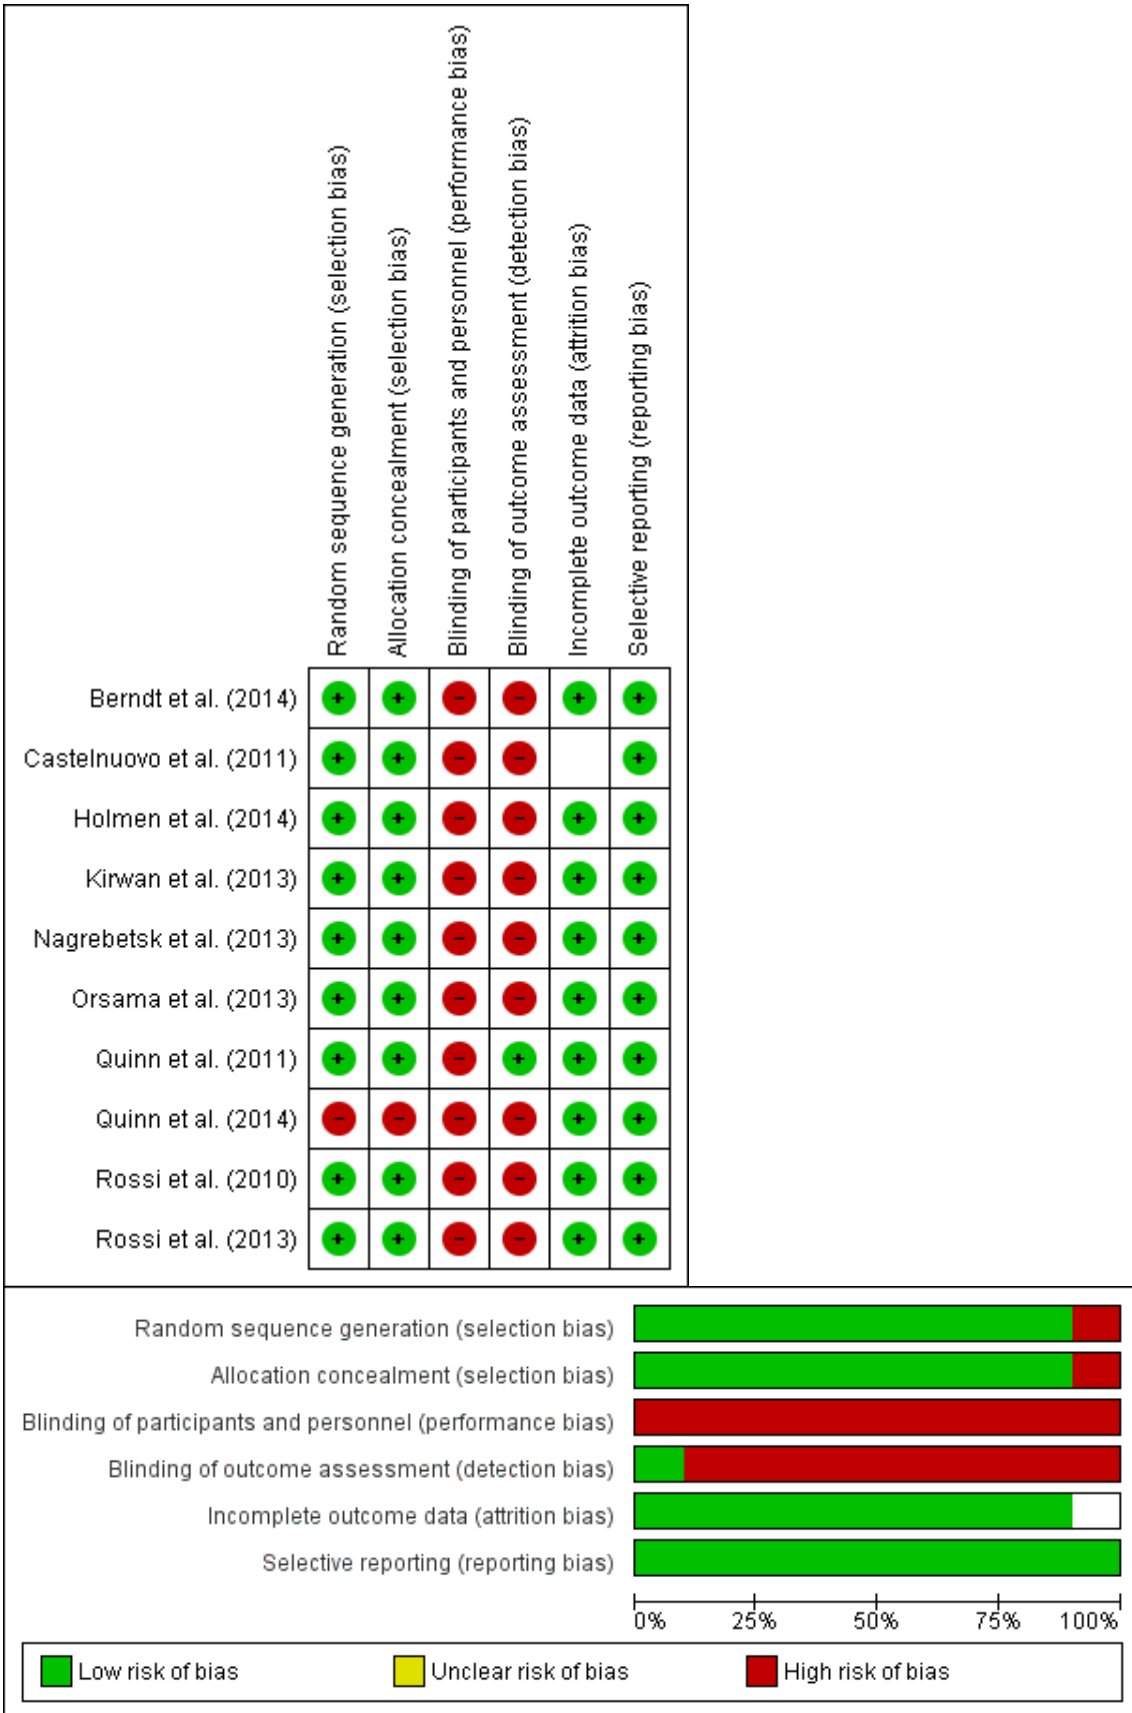 Random sequence generation (selection bias)
Allocation concealment (selection bias)
Blinding of participants and personnel (performance bias)
Blinding of outcome assessment (detection bias)
Incomplete outcome data (attrition bias)
Selective reporting (reporting bias)
Berndt et al. (2014) + + - - + +
Castelnuovo et al. (2011) + + - - +
Holmen et al. (2014) + + - - + +
Kirwan et al. (2013) + + - - + +
Nagrebetsk et al. (2013) + + - - + +
Orsama et al. (2013) + + - - + +
Quinn et al. (2011) + + - + + +
Quinn et al. (2014) - - - - + +
Rossi et al. (2010) + + - - + +
Rossi et al. (2013) + + - - + +
Random sequence generation (selection bias)
Allocation concealment (selection bias)
Blinding of participants and personnel (performance bias)
Blinding of outcome assessment (detection bias)
Incomplete outcome data (attrition bias)
Selective reporting (reporting bias)
0% 25% 50% 75% 100%
Low risk of bias Unclear risk of bias High risk of bias